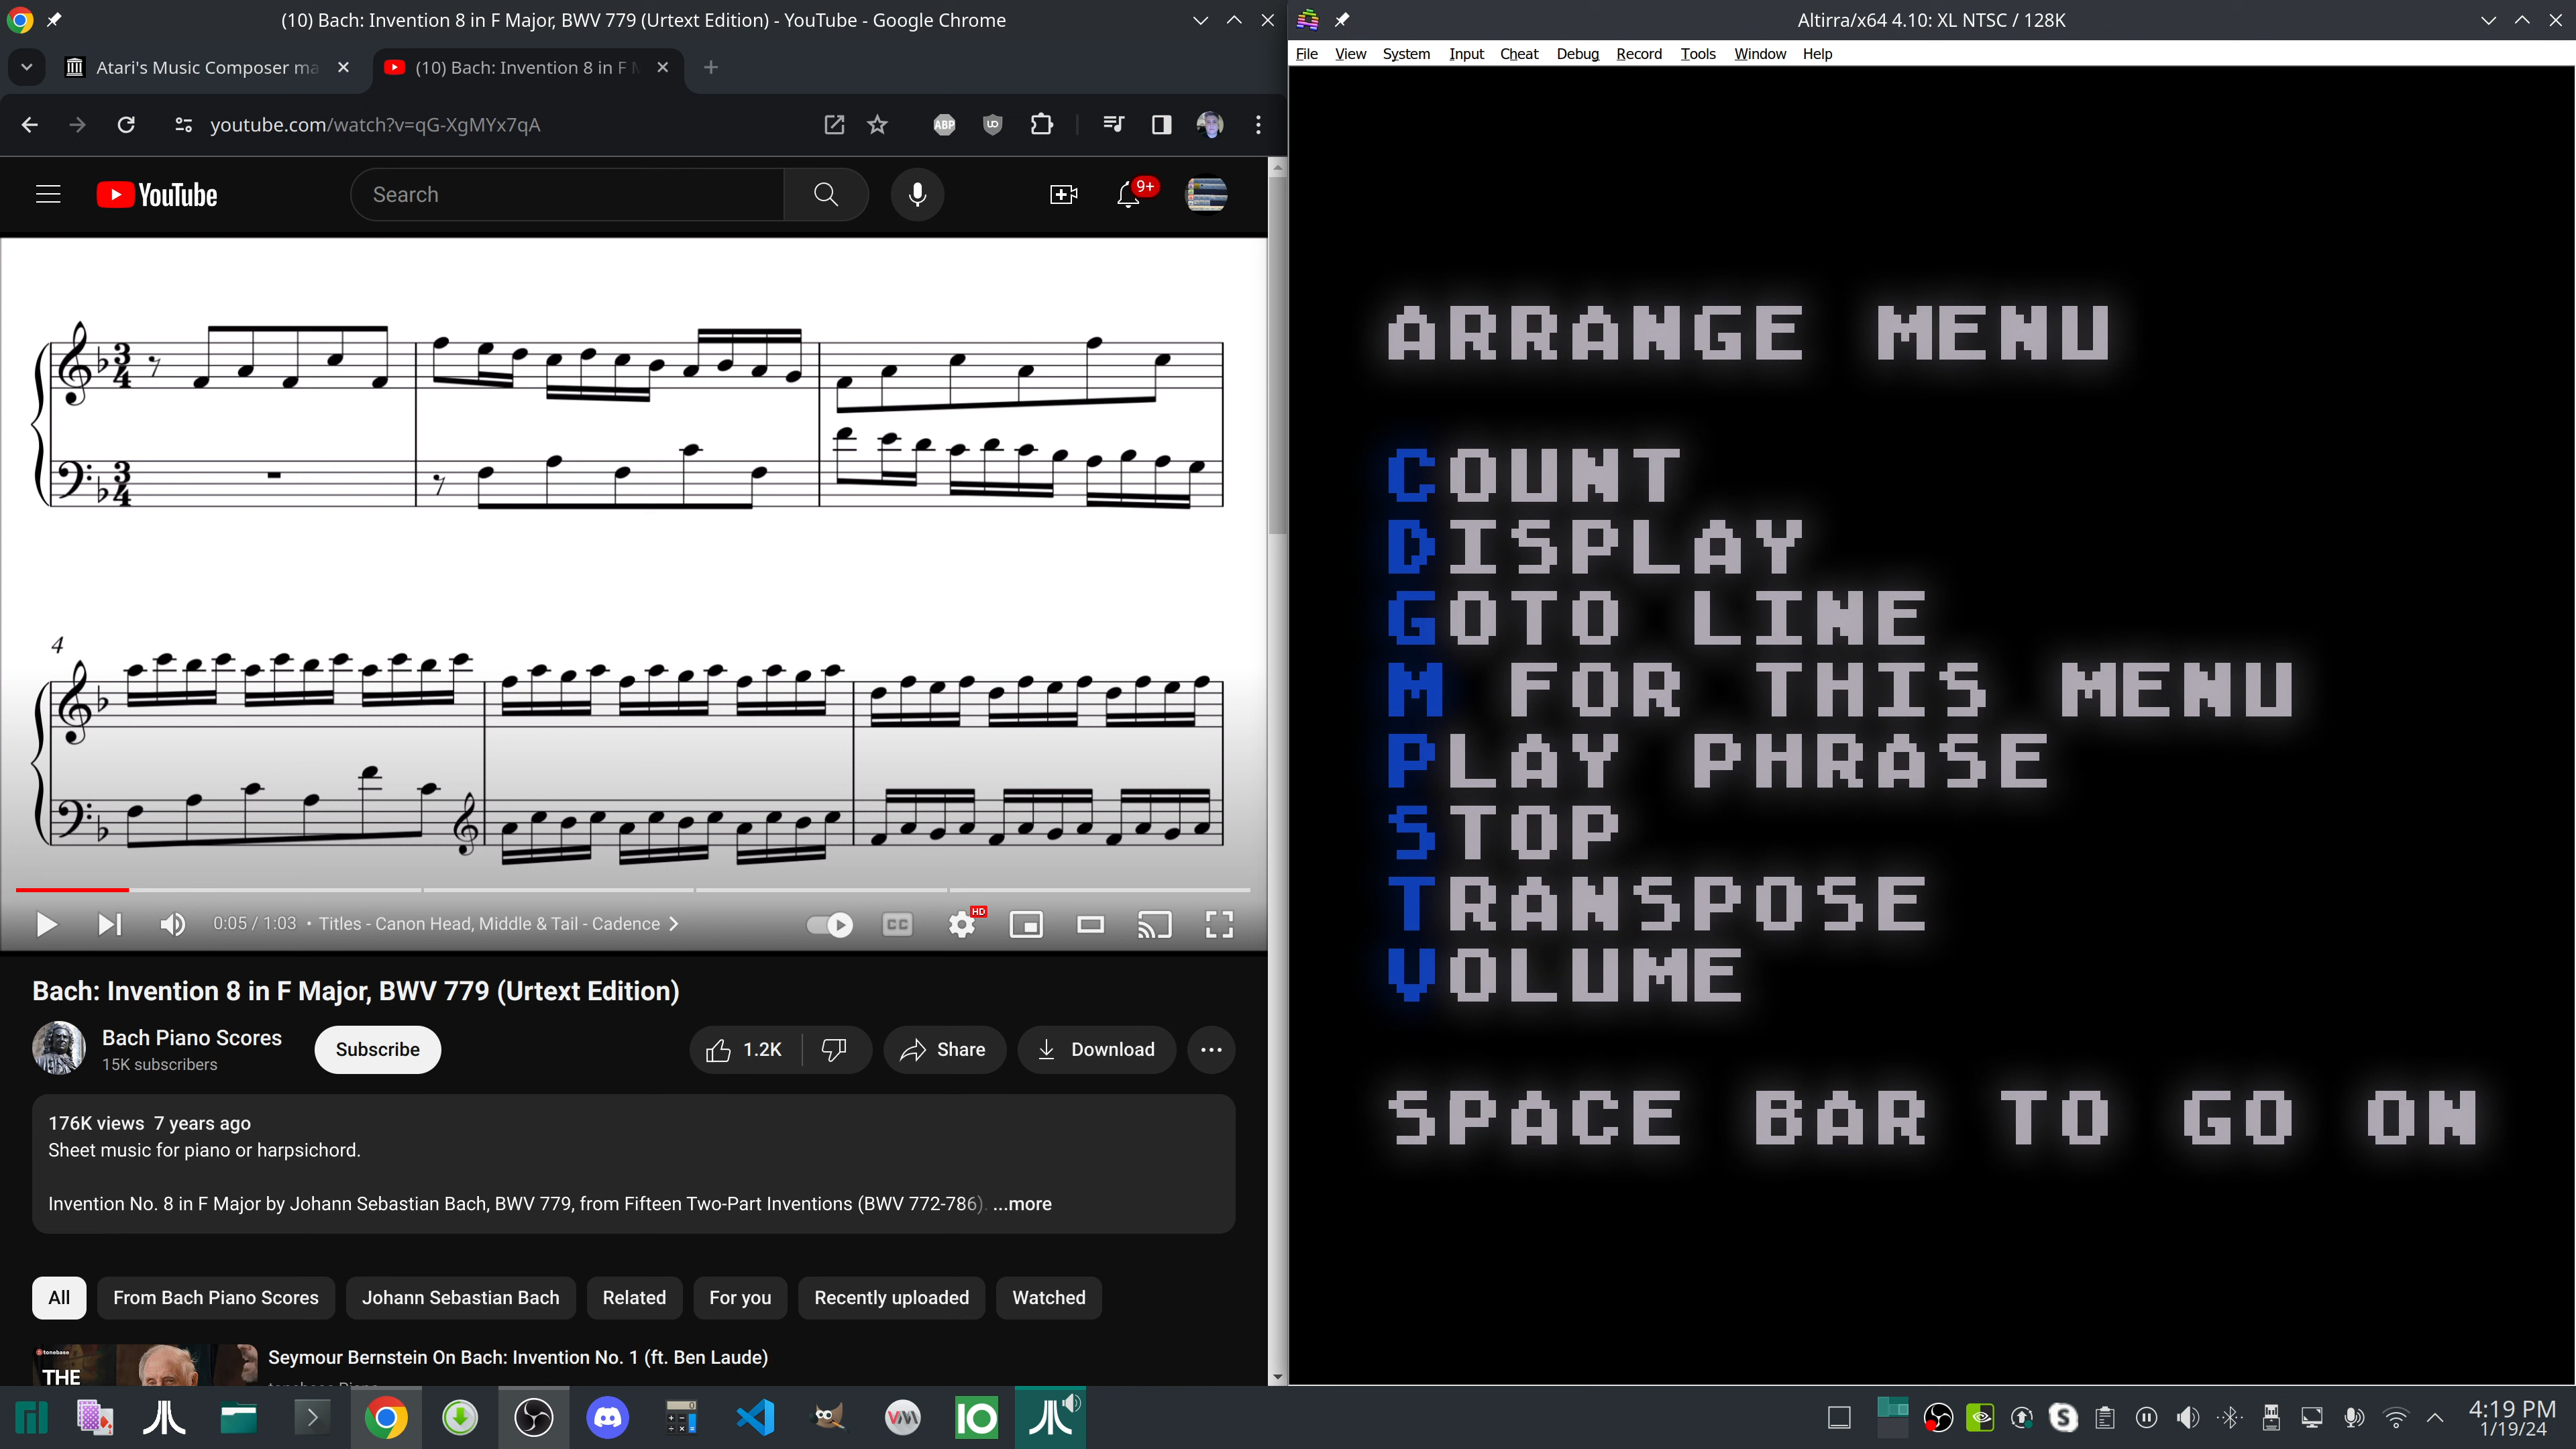 (10) Bach: Invention 8 in F Major, BWV 779 (Urtext Edition) - YouTube - Google Chrome
Atari's Music Composer ma
(10) Bach: Invention 8 in F
youtube.com/watch?v=qG-XgMYx7qA
ABP
YouTube
Search
9+
3
4
3
4
4
0:05 / 1:03 • Titles - Canon Head, Middle & Tail - Cadence
CC
HD
Bach: Invention 8 in F Major, BWV 779 (Urtext Edition)
Bach Piano Scores
15K subscribers
Subscribe
1.2K
Share
Download
176K views 7 years ago
Sheet music for piano or harpsichord.
Invention No. 8 in F Major by Johann Sebastian Bach, BWV 779, from Fifteen Two-Part Inventions (BWV 772-786). ...more
All
From Bach Piano Scores
Johann Sebastian Bach
Related
For you
Recently uploaded
Watched
tonebase
THE
Seymour Bernstein On Bach: Invention No. 1 (ft. Ben Laude)
Altirra/x64 4.10: XL NTSC / 128K
File View System Input Cheat Debug Record Tools Window Help
ARRANGE MENU
COUNT
DISPLAY
GOTO LINE
M FOR THIS MENU
PLAY PHRASE
STOP
TRANSPOSE
VOLUME
SPACE BAR TO GO ON
4:19 PM
1/19/24